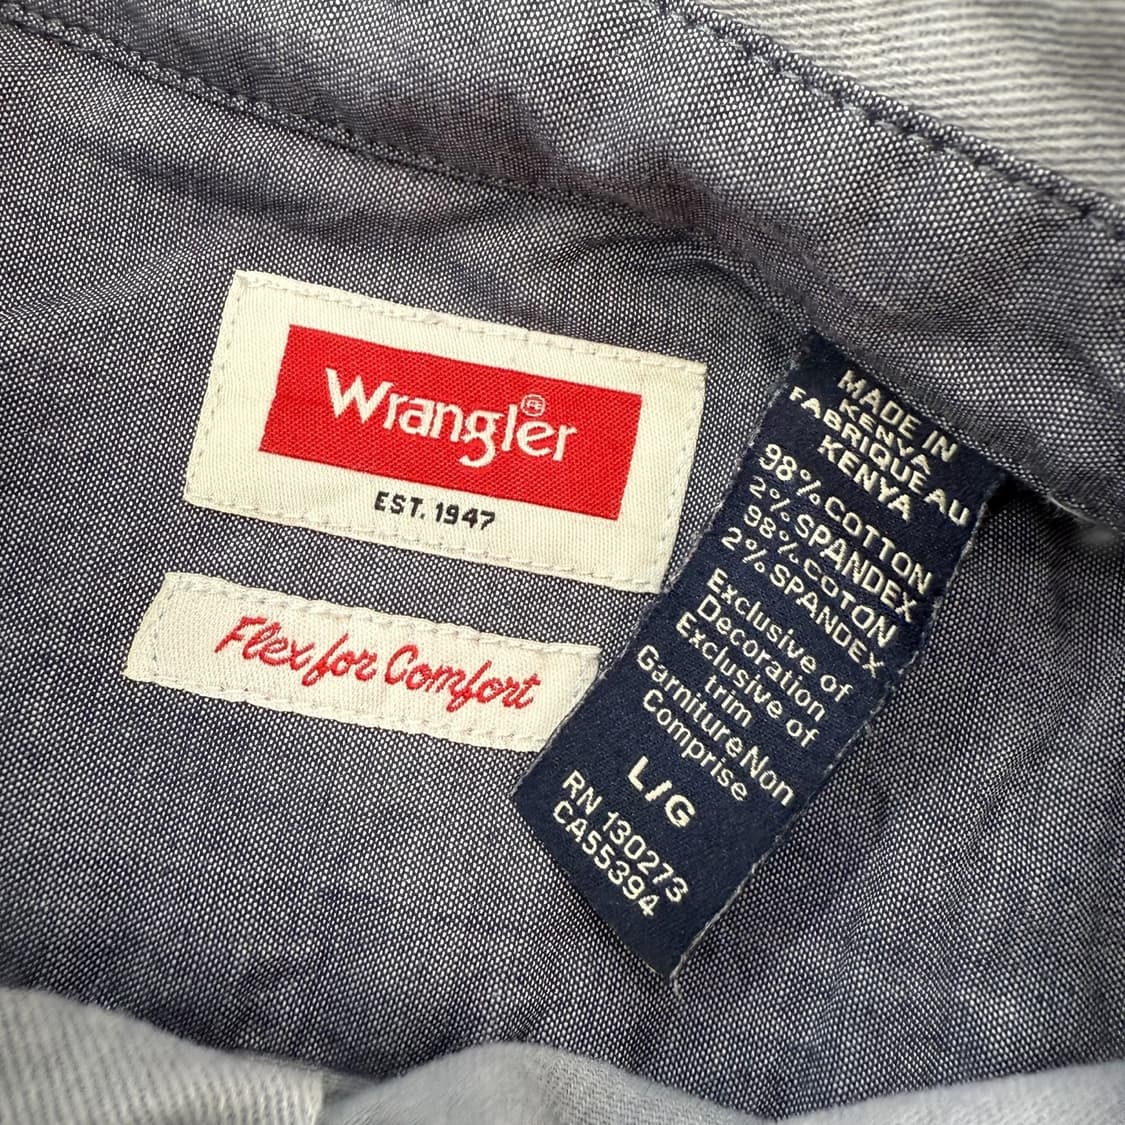 Wrangler
EST. 1947
Flex for Comfort
MADE IN
KENYA
FABRIQUE AU
KENYA
98% COTTON
2% SPANDEX
98% COTON
2% SPANDEX
Exclusive of
Decoration
Exclusive of
trim
Garniture Non
Comprise
L/G
RN 130273
CA55394